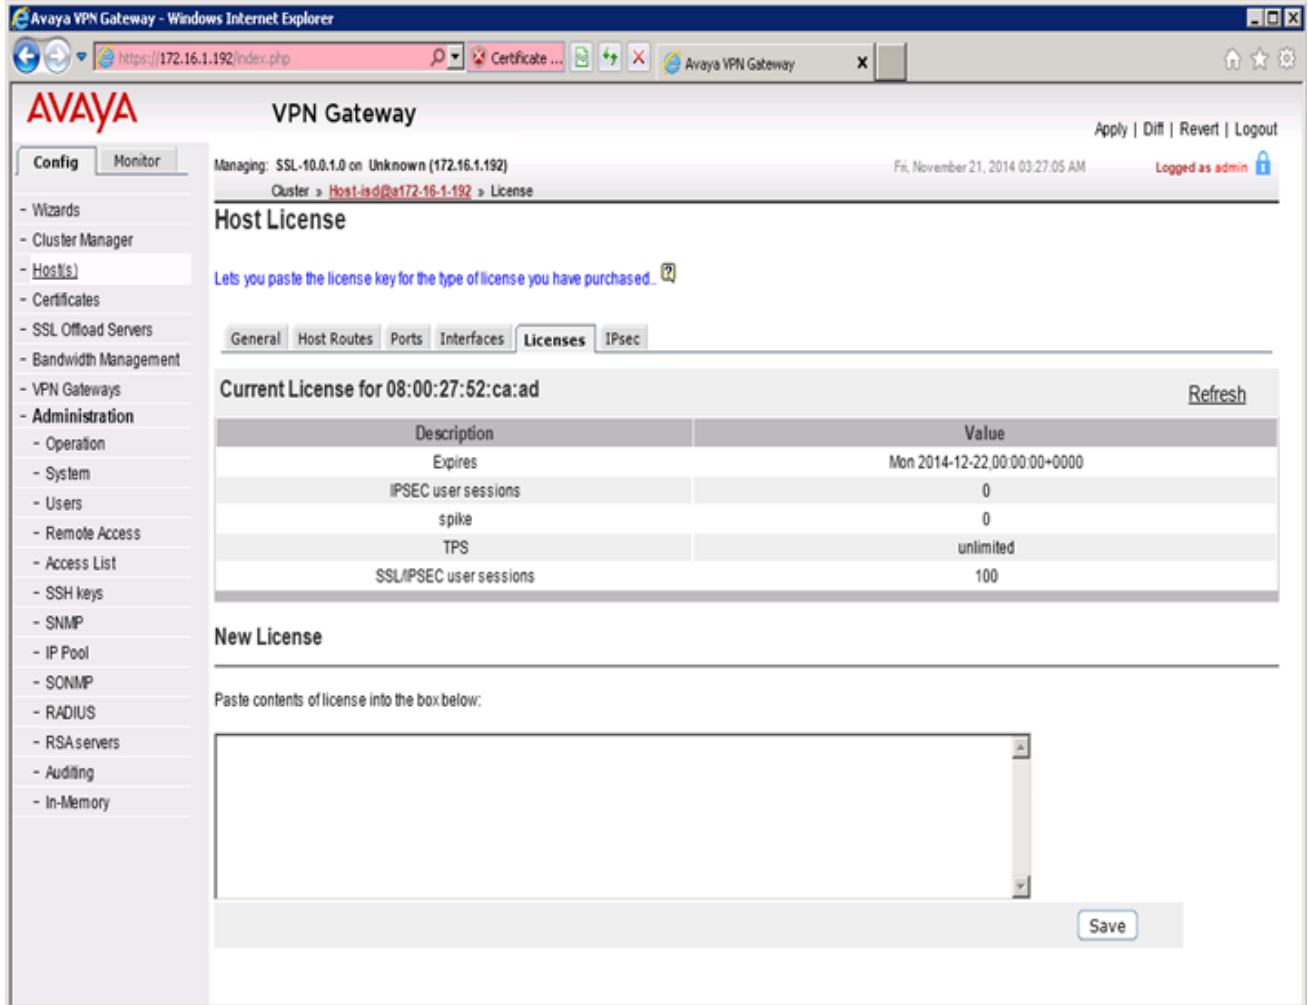 Avaya VPN Gateway - Windows Internet Explorer
https://172.16.1.192/index.php
Certificate ...
Avaya VPN Gateway
AVAYA
VPN Gateway
Apply | Diff | Revert | Logout
Config
Monitor
Managing: SSL-10.0.1.0 on Unknown (172.16.1.192)
Fri, November 21, 2014 03:27:05 AM
Logged as admin
Cluster » Host-isd@a172-16-1-192 » License
- Wizards
- Cluster Manager
- Host(s)
- Certificates
- SSL Offload Servers
- Bandwidth Management
- VPN Gateways
- Administration
- Operation
- System
- Users
- Remote Access
- Access List
- SSH keys
- SNMP
- IP Pool
- SONMP
- RADIUS
- RSA servers
- Auditing
- In-Memory
Host License
Lets you paste the license key for the type of license you have purchased..
General Host Routes Ports Interfaces Licenses IPsec
Current License for 08:00:27:52:ca:ad
Refresh
Description Value
Expires Mon 2014-12-22,00:00:00+0000
IPSEC user sessions 0
spike 0
TPS unlimited
SSL/IPSEC user sessions 100
New License
Paste contents of license into the box below:
Save